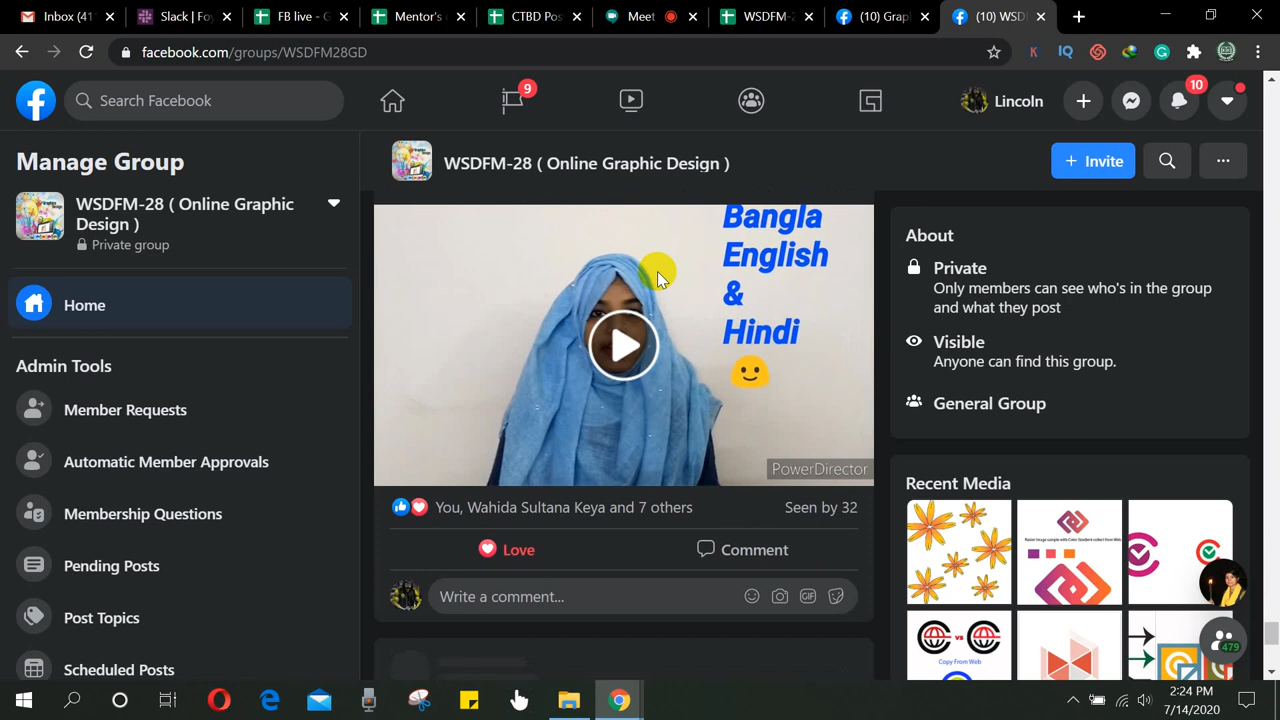 Inbox (41
Slack | Fo
FB live - G
Mentor's
CTBD Pos
Meet
WSDFM-2
(10) Grap
(10) WSD
facebook.com/groups/WSDFM28GD
Search Facebook
9
Lincoln
10
Manage Group
WSDFM-28 ( Online Graphic
Design )
Private group
Home
Admin Tools
Member Requests
Automatic Member Approvals
Membership Questions
Pending Posts
Post Topics
Scheduled Posts
WSDFM-28 ( Online Graphic Design )
+ Invite
Bangla
English
&
Hindi
PowerDirector
You, Wahida Sultana Keya and 7 others
Seen by 32
Love
Comment
Write a comment...
GIF
About
Private
Only members can see who's in the group
and what they post
Visible
Anyone can find this group.
General Group
Recent Media
VS
Copy From Web
479
2:24 PM
7/14/2020